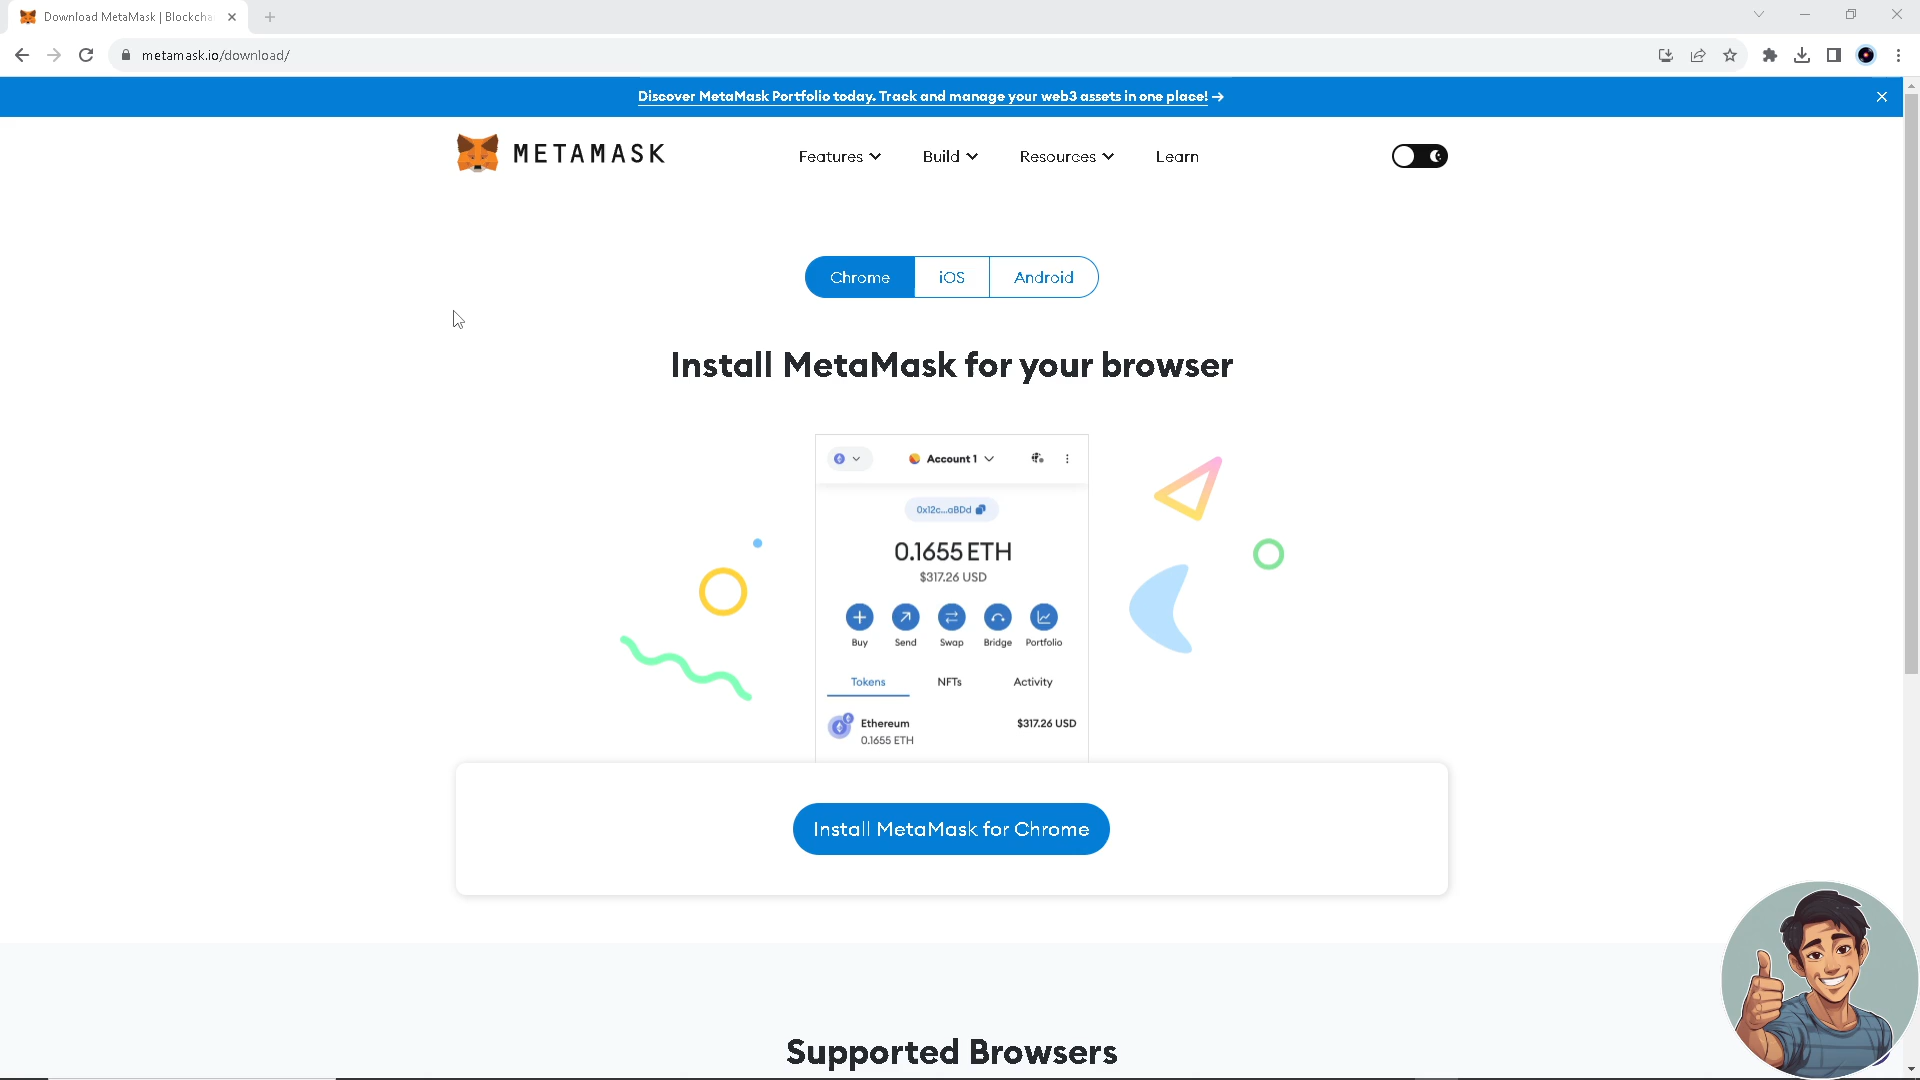 Download MetaMask | Blockcha
metamask.io/download/
Discover MetaMask Portfolio today. Track and manage your web3 assets in one place! →
METAMASK
Features
Build
Resources
Learn
Chrome
iOS
Android
Install MetaMask for your browser
Account 1
0x12c...aBDd
0.1655 ETH
$317.26 USD
Buy
Send
Swap
Bridge
Portfolio
Tokens
NFTs
Activity
Ethereum
$317.26 USD
0.1655 ETH
Install MetaMask for Chrome
Supported Browsers